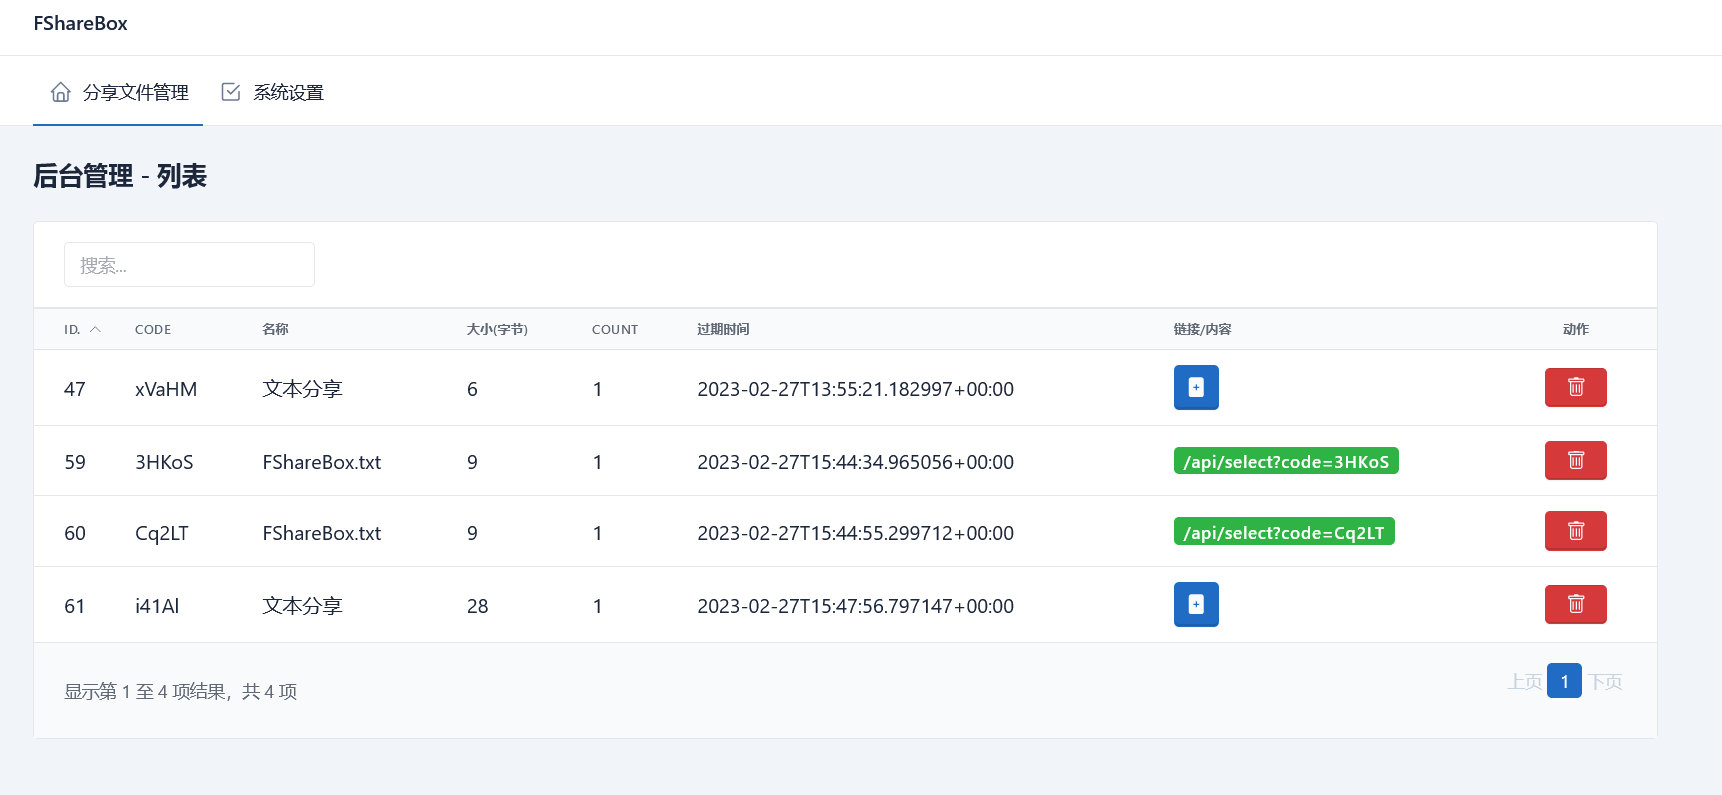 FShareBox
分享文件管理 系统设置
后台管理 - 列表
搜索...
ID. CODE 名称 大小(字节) COUNT 过期时间 链接/内容 动作
47 xVaHM 文本分享 6 1 2023-02-27T13:55:21.182997+00:00
59 3HKoS FShareBox.txt 9 1 2023-02-27T15:44:34.965056+00:00 /api/select?code=3HKoS
60 Cq2LT FShareBox.txt 9 1 2023-02-27T15:44:55.299712+00:00 /api/select?code=Cq2LT
61 i41Al 文本分享 28 1 2023-02-27T15:47:56.797147+00:00
显示第 1 至 4 项结果，共 4 项 上页 1 下页